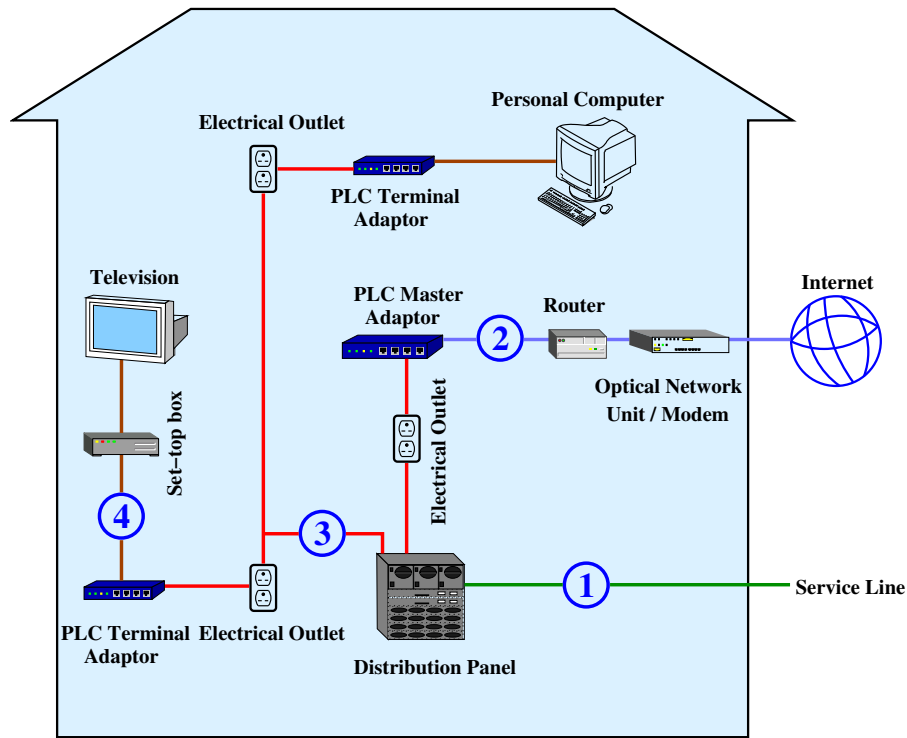 Personal Computer
Electrical Outlet
PLC Terminal
Adaptor
Television
PLC Master
Adaptor
Router
Internet
2
Optical Network
Unit / Modem
Set-top box
Electrical Outlet
4
3
1
Service Line
PLC Terminal
Adaptor
Electrical Outlet
Distribution Panel